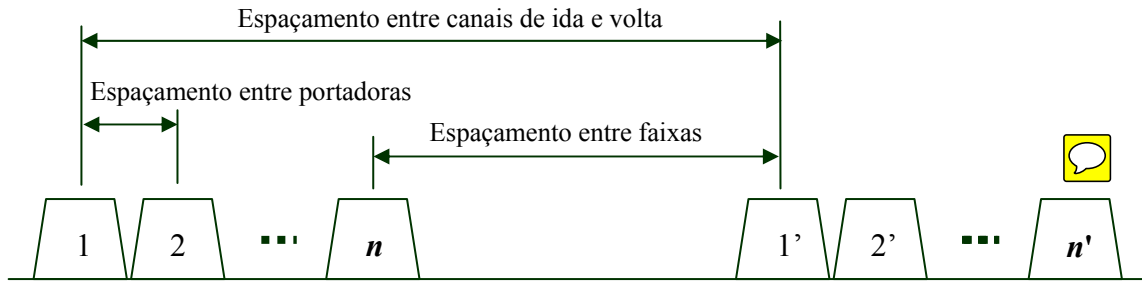 Espaçamento entre canais de ida e volta
Espaçamento entre portadoras
Espaçamento entre faixas
1 2 n 1’ 2’ n'